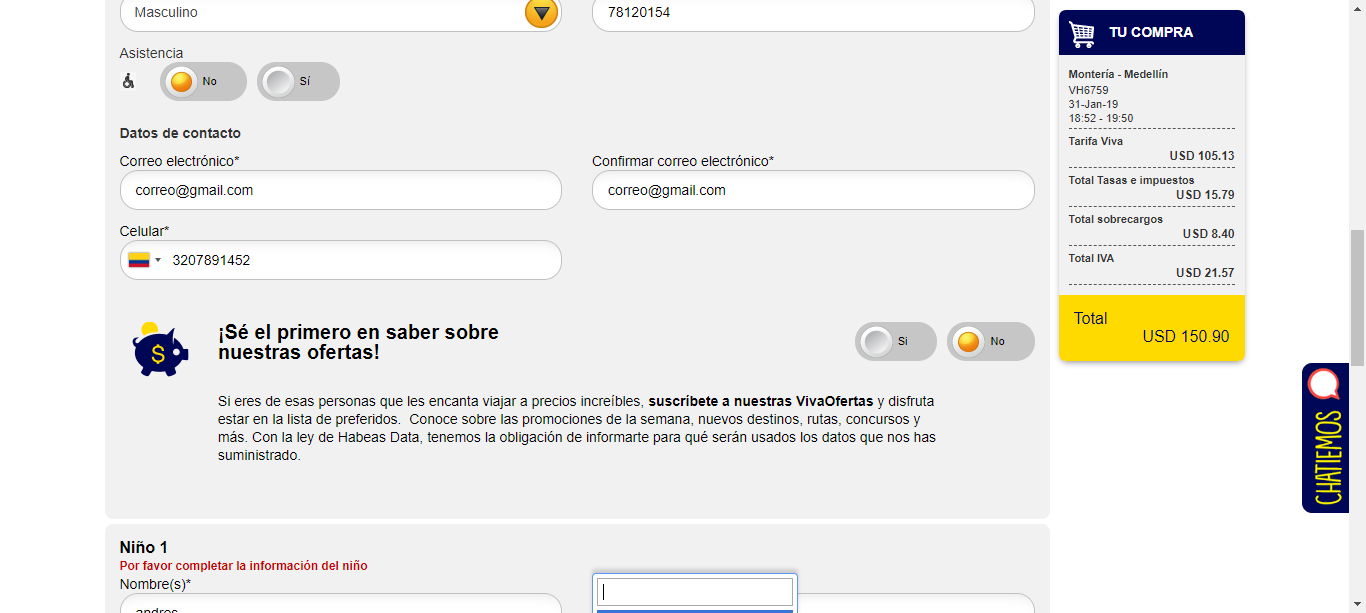 Masculino
78120154
Asistencia
No
Sí
Datos de contacto
Correo electrónico*
Confirmar correo electrónico*
correo@gmail.com
correo@gmail.com
Celular*
3207891452
¡Sé el primero en saber sobre
nuestras ofertas!
Si
No
Si eres de esas personas que les encanta viajar a precios increíbles, suscríbete a nuestras VivaOfertas y disfruta
estar en la lista de preferidos. Conoce sobre las promociones de la semana, nuevos destinos, rutas, concursos y
más. Con la ley de Habeas Data, tenemos la obligación de informarte para qué serán usados los datos que nos has
suministrado.
Niño 1
Por favor completar la información del niño
Nombre(s)*
andres
TU COMPRA
Montería - Medellín
VH6759
31-Jan-19
18:52 - 19:50
Tarifa Viva
USD 105.13
Total Tasas e impuestos
USD 15.79
Total sobrecargos
USD 8.40
Total IVA
USD 21.57
Total
USD 150.90
CHATIEMOS